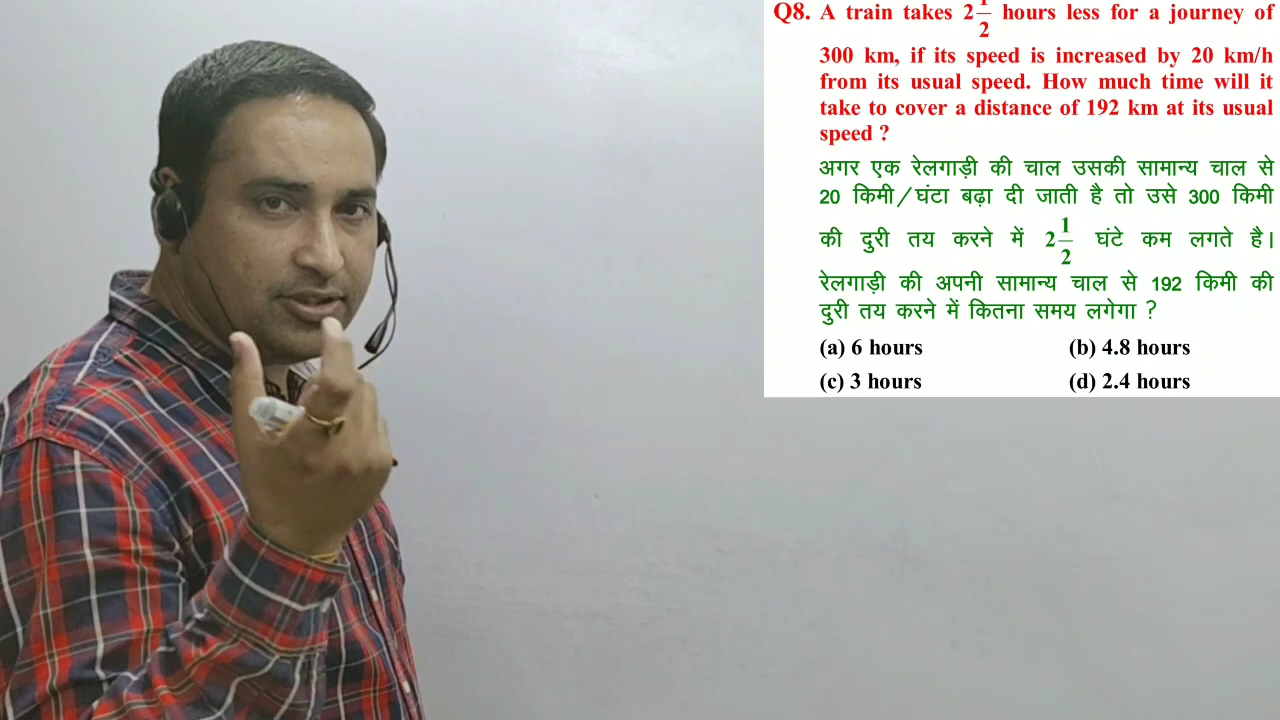 Q8. A train takes 2 1/2 hours less for a journey of
300 km, if its speed is increased by 20 km/h
from its usual speed. How much time will it
take to cover a distance of 192 km at its usual
speed ?
अगर एक रेलगाड़ी की चाल उसकी सामान्य चाल से
20 किमी/घंटा बढ़ा दी जाती है तो उसे 300 किमी
की दुरी तय करने में 2 1/2 घंटे कम लगते है।
रेलगाड़ी की अपनी सामान्य चाल से 192 किमी की
दुरी तय करने में कितना समय लगेगा ?
(a) 6 hours (b) 4.8 hours
(c) 3 hours (d) 2.4 hours